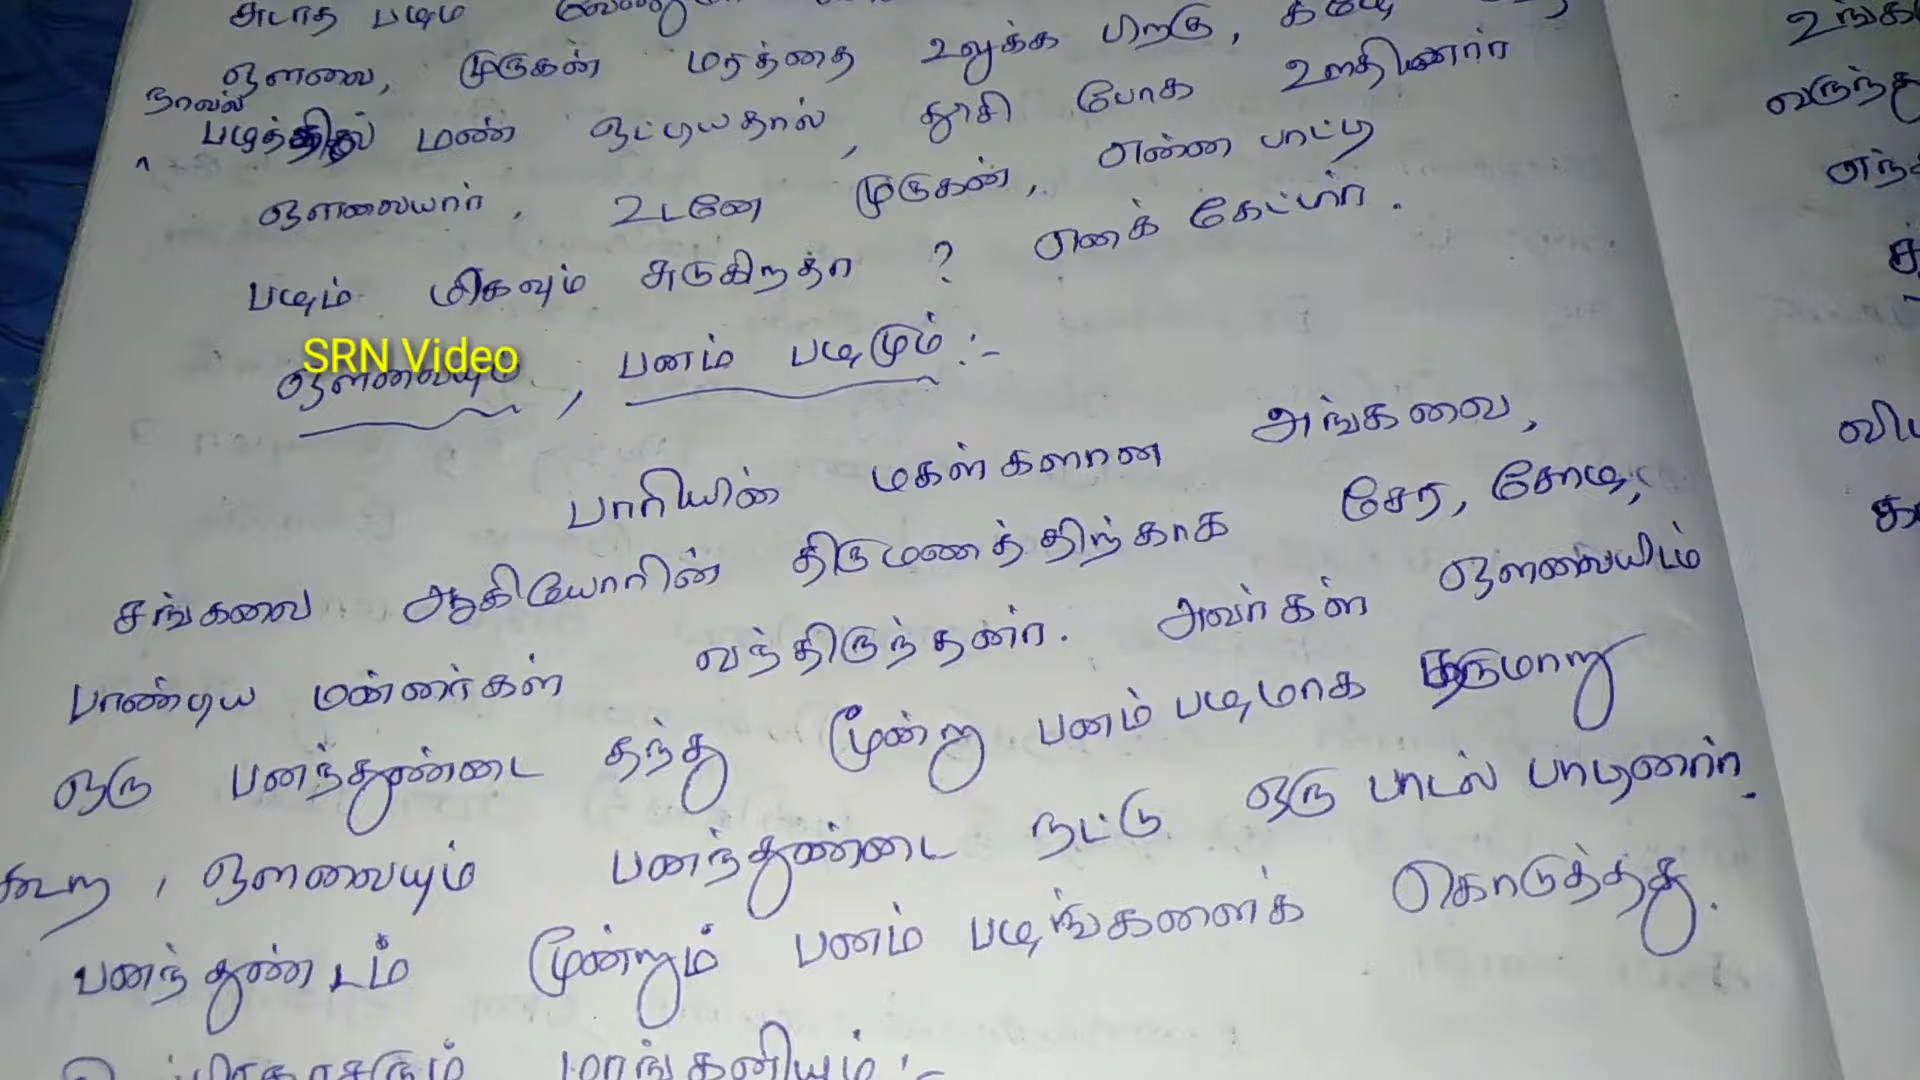 சுடாத பழம்
ஔவை, முருகன் மரத்தை உலுக்க பிறகு,
நாவல்
பழத்தில் மண் ஒட்டியதால், தூசி போக ஊதினார்
ஔவையார், உடனே முருகன், என்ன பாட்டி
பழம் மிகவும் சுடுகிறதா ? எனக் கேட்டார்.
SRN Video
ஔவையும், பனம் பழமும் :-
பாரியின் மகள்களான அங்கவை,
சங்கவை ஆகியோரின் திருமணத்திற்காக சேர, சோழ,
பாண்டிய மன்னர்கள் வந்திருந்தனர். அவர்கள் ஔவையிடம்
ஒரு பனந்துண்டை தந்து மூன்று பனம் பழமாக தருமாறு
கூற, ஔவையும் பனந்துண்டை நட்டு ஒரு பாடல் பாடினார்.
பனந்துண்டம் மூன்றும் பனம் பழங்களைக் கொடுத்தது.
மாங்கனியும் :-